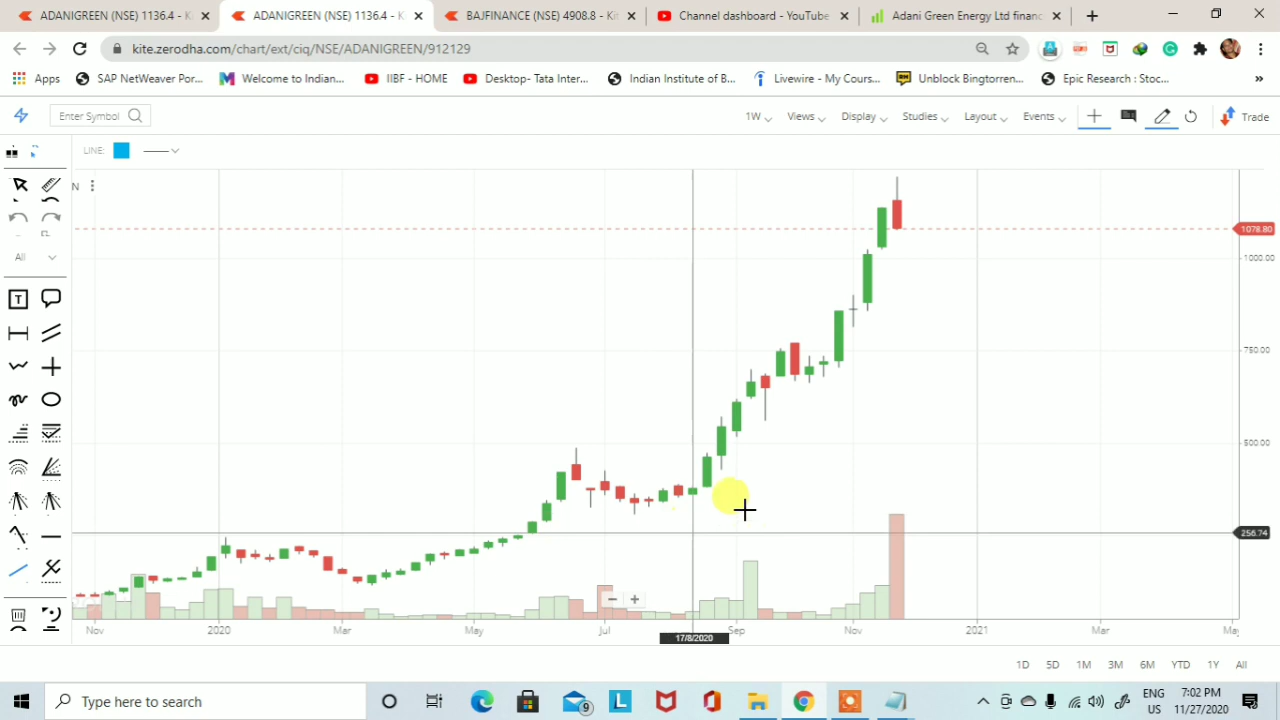 ADANIGREEN (NSE) 1136.4 - K
ADANIGREEN (NSE) 1136.4 - K
BAJFINANCE (NSE) 4908.8 - Kit
Channel dashboard - YouTube
Adani Green Energy Ltd financ
kite.zerodha.com/chart/ext/ciq/NSE/ADANIGREEN/912129
Apps
SAP NetWeaver Por...
Welcome to Indian...
IIBF - HOME
Desktop- Tata Inter...
Indian Institute of B...
Livewire - My Cours...
Unblock Bingtorren...
Epic Research : Stoc...
»
Enter Symbol
1W
Views
Display
Studies
Layout
Events
Trade
LINE:
N
All
T
1078.80
1000.00
750.00
500.00
256.74
Nov
2020
Mar
May
Jul
17/8/2020
Sep
Nov
2021
Mar
May
1D
5D
1M
3M
6M
YTD
1Y
All
Type here to search
9
L
ENG
US
7:02 PM
11/27/2020